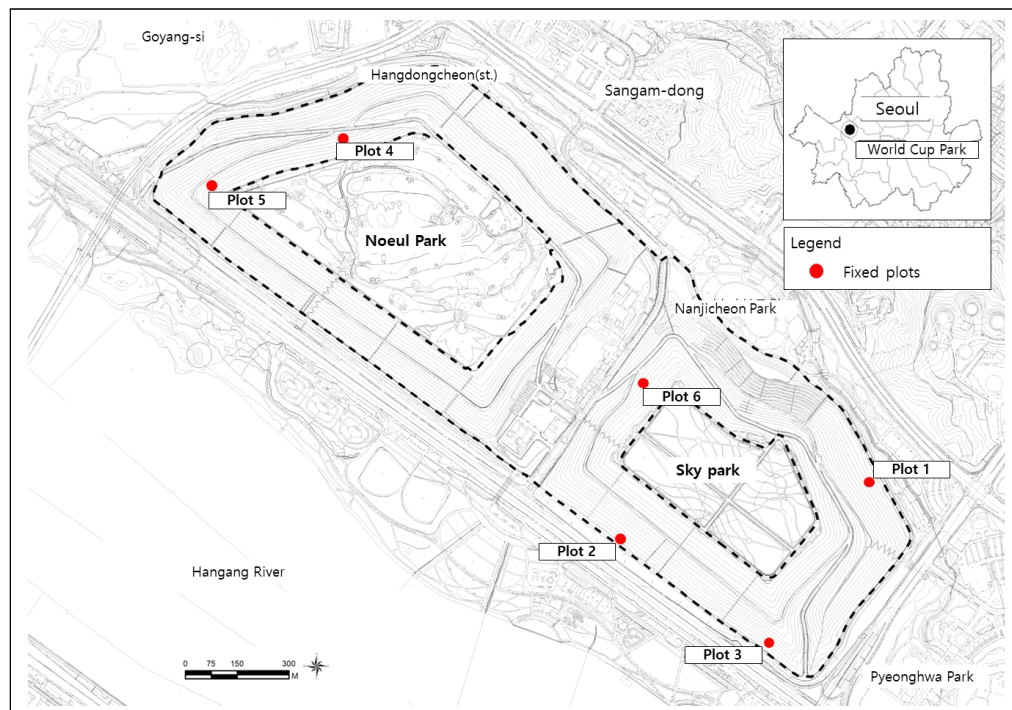 Goyang-si
Hangdongcheon(st.)
Sangam-dong
Seoul
World Cup Park
Plot 4
Plot 5
Noeul Park
Legend
Fixed plots
Nanjicheon Park
Plot 6
Sky park
Plot 1
Plot 2
Hangang River
Plot 3
0 75 150 300
M
Pyeonghwa Park